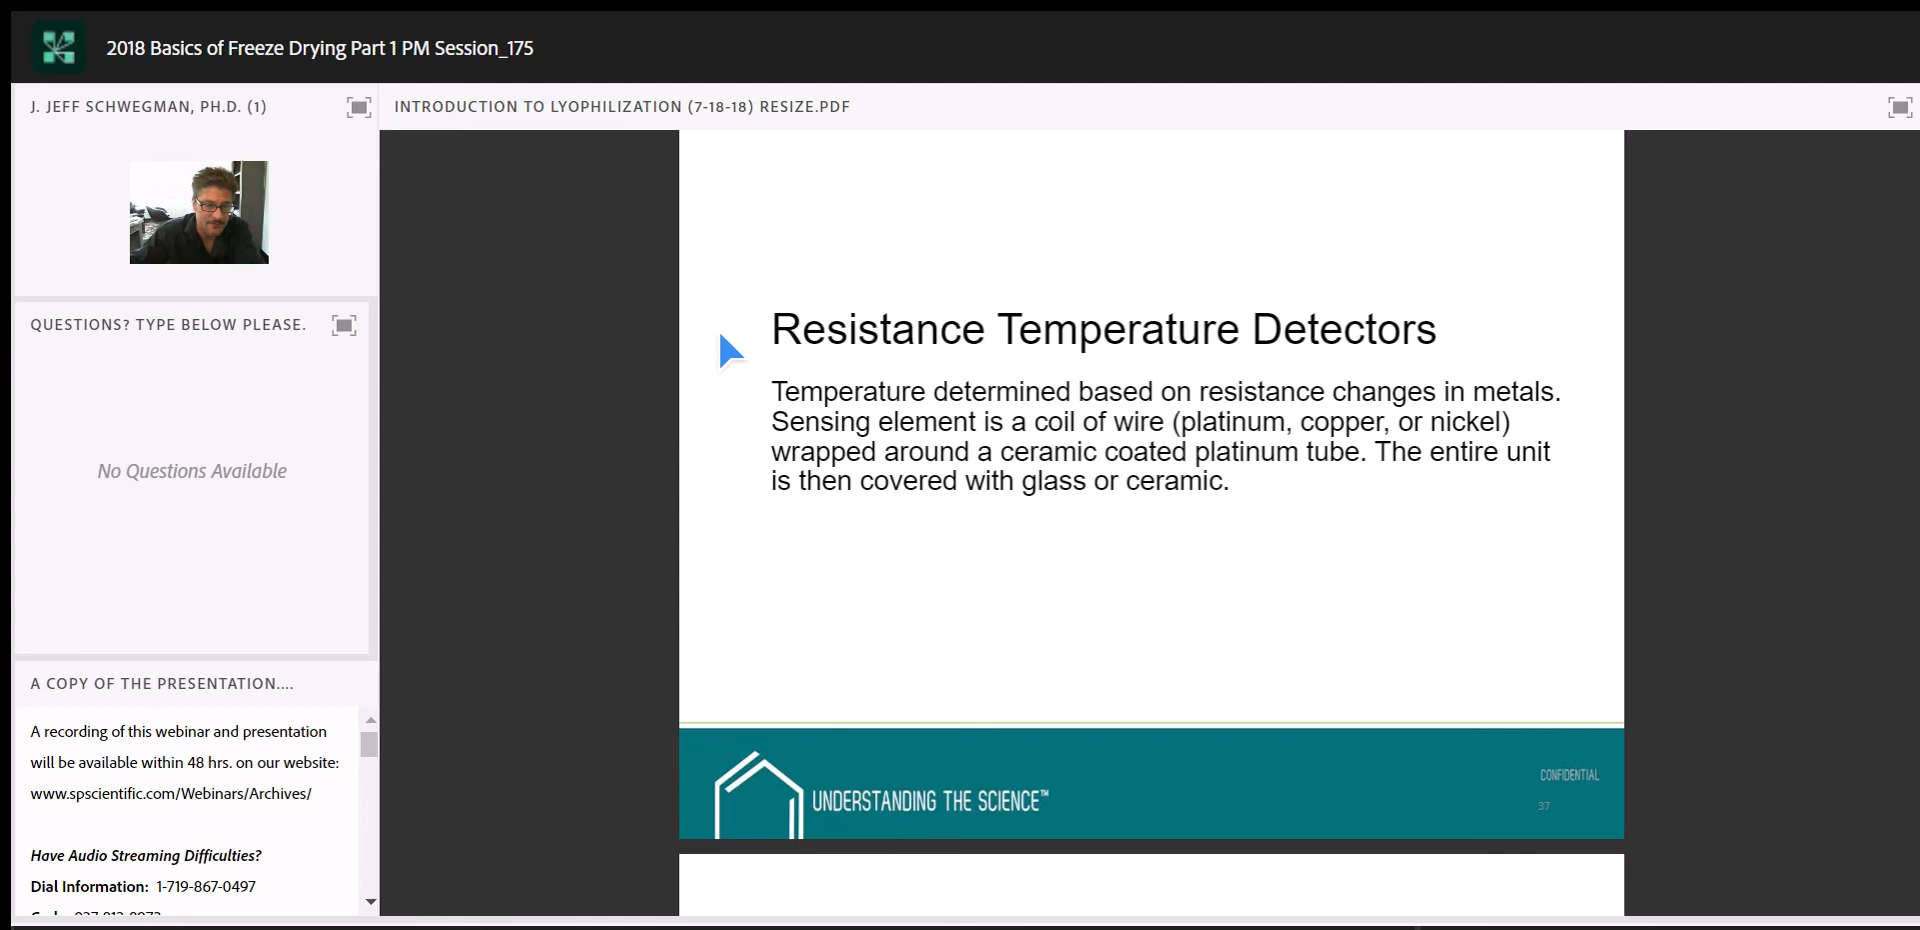 2018 Basics of Freeze Drying Part 1 PM Session_175
J. JEFF SCHWEGMAN, PH.D. (1)
INTRODUCTION TO LYOPHILIZATION (7-18-18) RESIZE.PDF
QUESTIONS? TYPE BELOW PLEASE.
No Questions Available
A COPY OF THE PRESENTATION....
A recording of this webinar and presentation
will be available within 48 hrs. on our website:
www.spscientific.com/Webinars/Archives/
Have Audio Streaming Difficulties?
Dial Information: 1-719-867-0497
Resistance Temperature Detectors
Temperature determined based on resistance changes in metals.
Sensing element is a coil of wire (platinum, copper, or nickel)
wrapped around a ceramic coated platinum tube. The entire unit
is then covered with glass or ceramic.
UNDERSTANDING THE SCIENCE™
CONFIDENTIAL
37